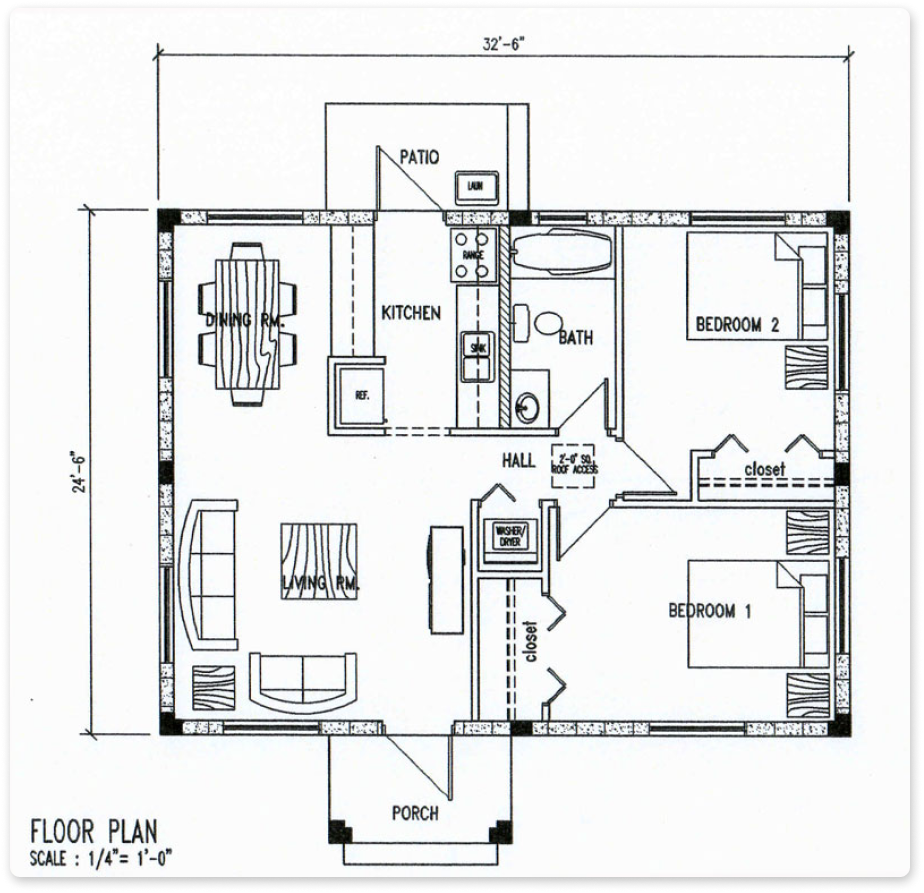 32'-6"
PATIO
LAUN
RANGE
DINING RM.
KITCHEN
BATH
BEDROOM 2
SINK
REF.
24'-6"
HALL
2'-0" SQ.
ROOF ACCESS
closet
WASHER/
DRYER
LIVING RM.
BEDROOM 1
closet
PORCH
FLOOR PLAN
SCALE : 1/4"= 1'-0"